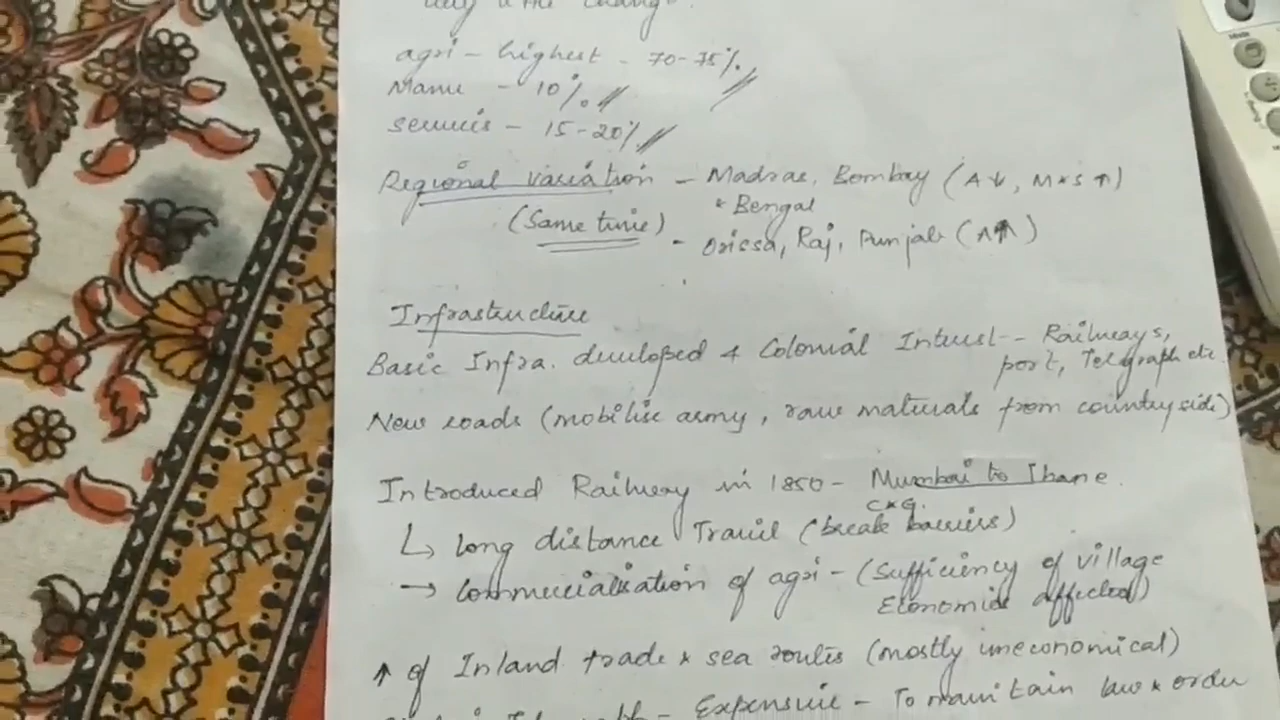 agri - highest - 70-75%
Manu - 10%
services - 15-20%
Regional variation - Madras, Bombay (A↓, M & S ↑)
& Bengal
(Same time)
- Orissa, Raj, Punjab (A↑)
Infrastructure
Basic Infra. developed 4 Colonial Interest - Railways,
port, Telegraph etc.
New roads (mobilise army, raw materials from countryside)
Introduced Railway in 1850 - Mumbai to Thane.
C & G.
↳ long distance Travel (break barriers)
→ Commercialisation of agri - (Sufficiency of village
Economies affected)
↑ of Inland trade & sea routes (mostly uneconomical)
- Expensive - To maintain law & order